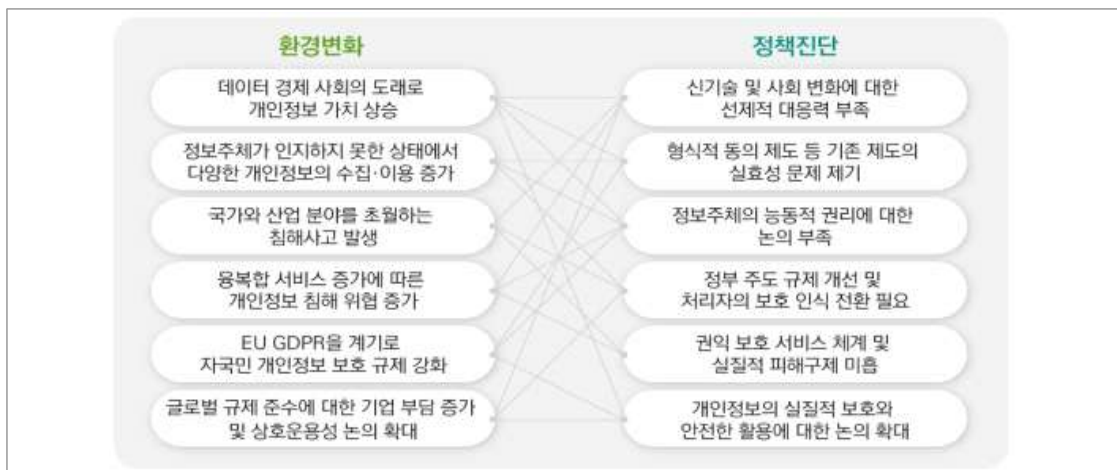 환경변화
데이터 경제 사회의 도래로
개인정보 가치 상승
정보주체가 인지하지 못한 상태에서
다양한 개인정보의 수집·이용 증가
국가와 산업 분야를 초월하는
침해사고 발생
융복합 서비스 증가에 따른
개인정보 침해 위협 증가
EU GDPR을 계기로
자국민 개인정보 보호 규제 강화
글로벌 규제 준수에 대한 기업 부담 증가
및 상호운용성 논의 확대
정책진단
신기술 및 사회 변화에 대한
선제적 대응력 부족
형식적 동의 제도 등 기존 제도의
실효성 문제 제기
정보주체의 능동적 권리에 대한
논의 부족
정부 주도 규제 개선 및
처리자의 보호 인식 전환 필요
권익 보호 서비스 체계 및
실질적 피해구제 미흡
개인정보의 실질적 보호와
안전한 활용에 대한 논의 확대